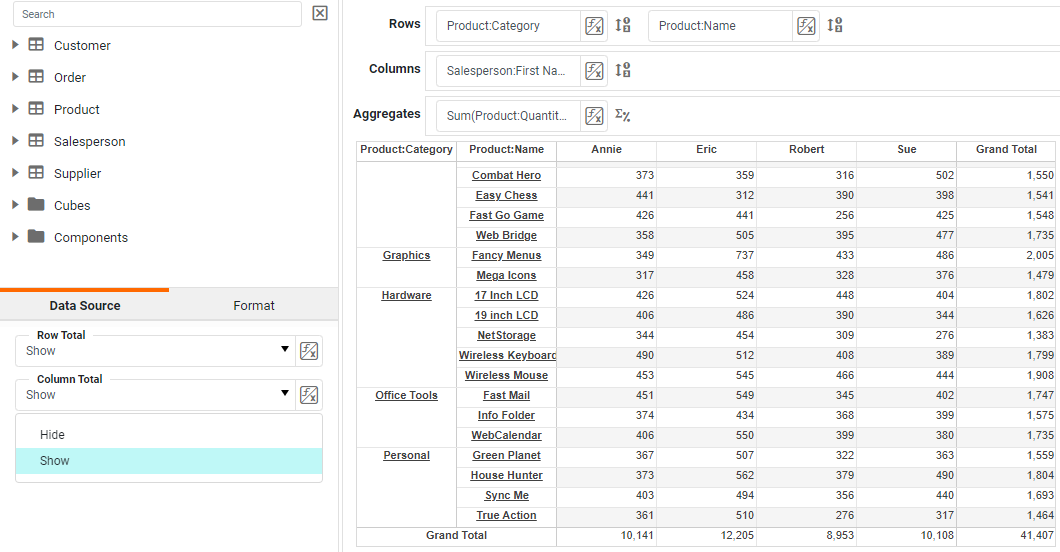 Search
Customer
Order
Product
Salesperson
Supplier
Cubes
Components
Data Source Format
Row Total
Show
Column Total
Show
Hide
Show
Rows Product:Category Product:Name
Columns Salesperson:First Na...
Aggregates Sum(Product:Quantit...
Product:Category Product:Name Annie Eric Robert Sue Grand Total
Combat Hero 373 359 316 502 1,550
Easy Chess 441 312 390 398 1,541
Fast Go Game 426 441 256 425 1,548
Web Bridge 358 505 395 477 1,735
Graphics Fancy Menus 349 737 433 486 2,005
Mega Icons 317 458 328 376 1,479
Hardware 17 Inch LCD 426 524 448 404 1,802
19 inch LCD 406 486 390 344 1,626
NetStorage 344 454 309 276 1,383
Wireless Keyboard 490 512 408 389 1,799
Wireless Mouse 453 545 466 444 1,908
Office Tools Fast Mail 451 549 345 402 1,747
Info Folder 374 434 368 399 1,575
WebCalendar 406 550 399 380 1,735
Personal Green Planet 367 507 322 363 1,559
House Hunter 373 562 379 490 1,804
Sync Me 403 494 356 440 1,693
True Action 361 510 276 317 1,464
Grand Total 10,141 12,205 8,953 10,108 41,407